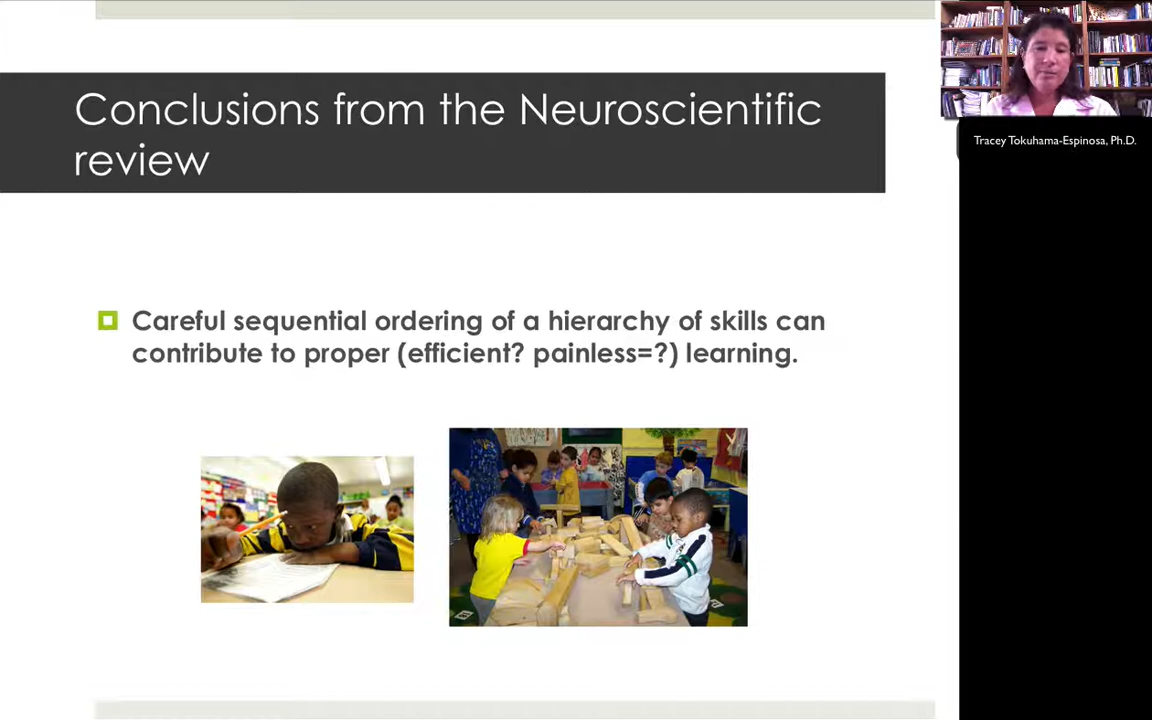 Conclusions from the Neuroscientific
review
Tracey Tokuhama-Espinosa, Ph.D.
Careful sequential ordering of a hierarchy of skills can
contribute to proper (efficient? painless=?) learning.